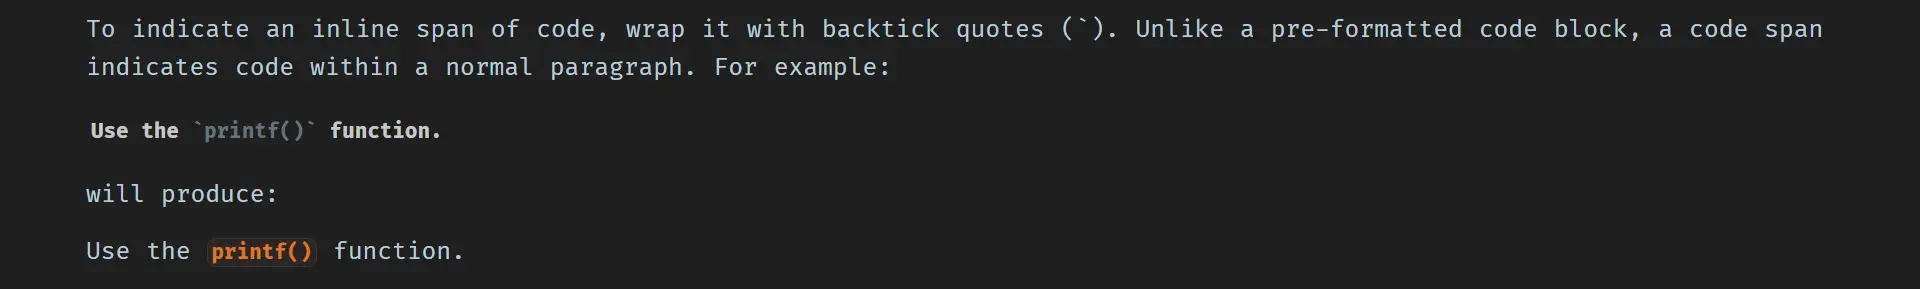 To indicate an inline span of code, wrap it with backtick quotes (`). Unlike a pre-formatted code block, a code span
indicates code within a normal paragraph. For example:
Use the `printf()` function.
will produce:
Use the printf() function.